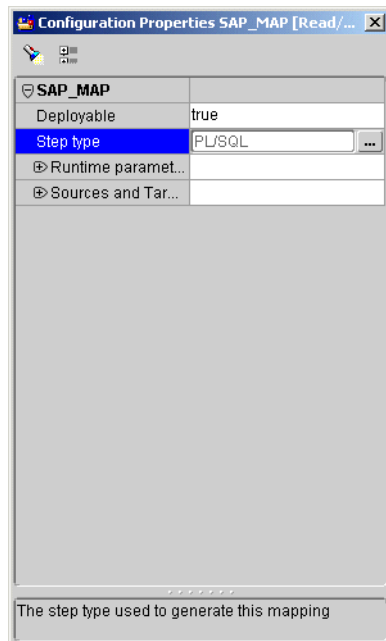 Configuration Properties SAP_MAP [Read/...
SAP_MAP
Deployable true
Step type PL/SQL ...
Runtime paramet...
Sources and Tar...
The step type used to generate this mapping